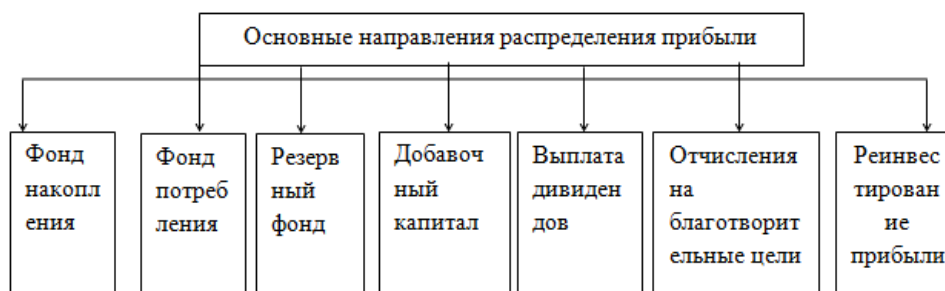 Основные направления распределения прибыли
Фонд
накопл
ения
Фонд
потреб
ления
Резерв
ный
фонд
Добавоч
ный
капитал
Выплата
дивиден
дов
Отчисления
на
благотворит
ельные цели
Реинвес
тирован
ие
прибыли